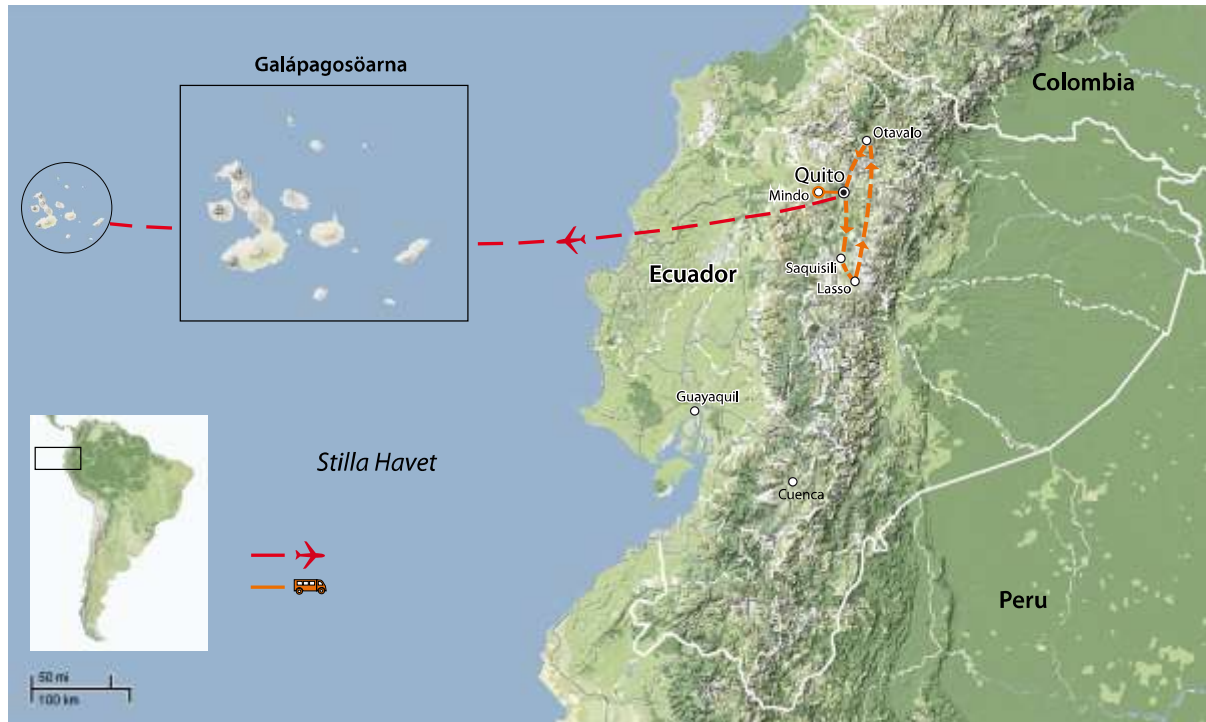 Galápagosöarna
Colombia
Otavalo
Quito
Mindo
Saquisili
Lasso
Ecuador
Guayaquil
Stilla Havet
Cuenca
Peru
50 mi
100 km